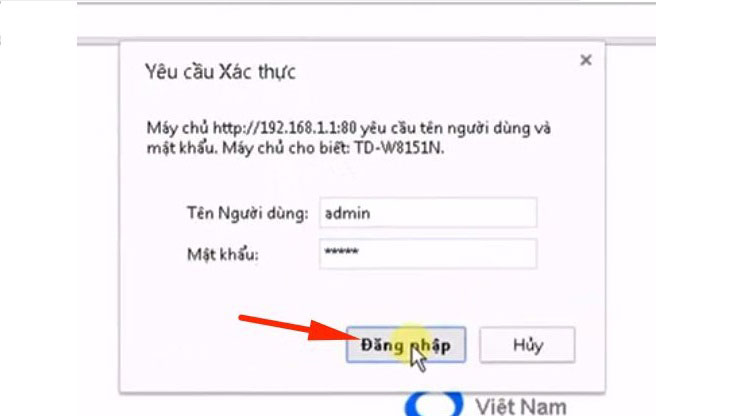 Yêu cầu Xác thực
Máy chủ http://192.168.1.1:80 yêu cầu tên người dùng và
mật khẩu. Máy chủ cho biết: TD-W8151N.
Tên Người dùng: admin
Mật khẩu: *****
Đăng nhập Hủy
Việt Nam